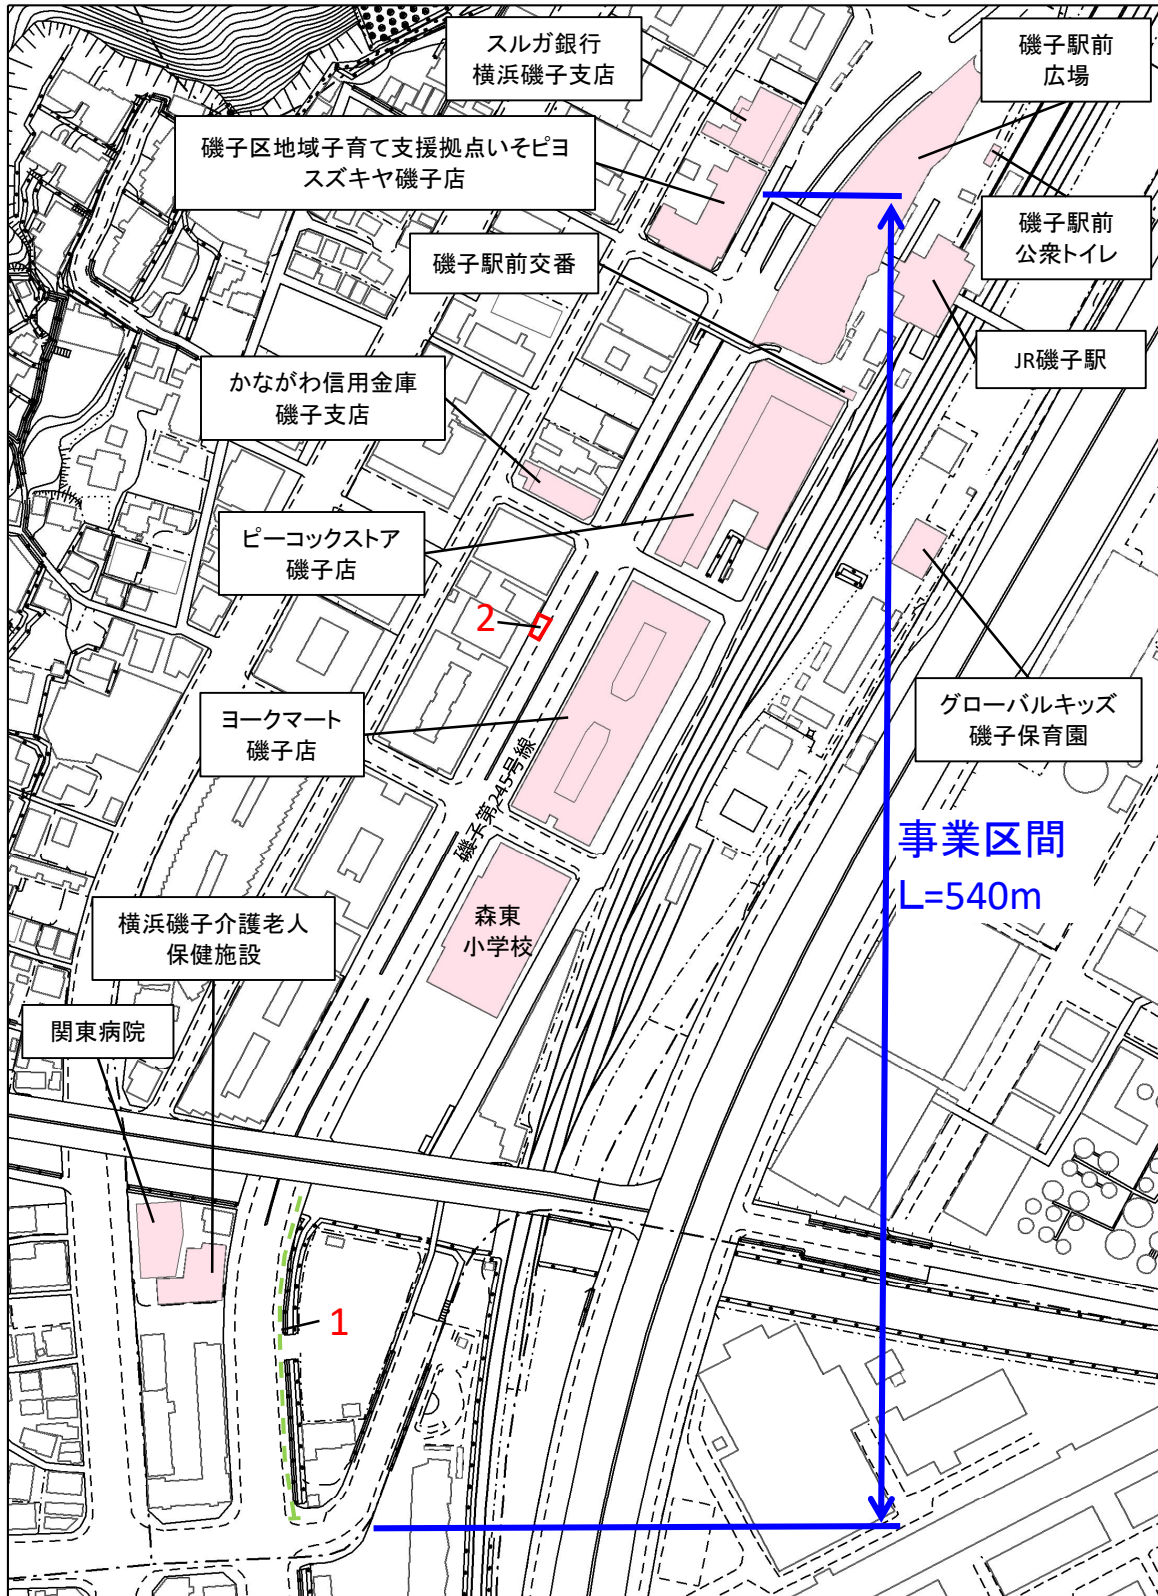 スルガ銀行
横浜磯子支店
磯子駅前
広場
磯子区地域子育て支援拠点いそピヨ
スズキヤ磯子店
磯子駅前
公衆トイレ
磯子駅前交番
JR磯子駅
かながわ信用金庫
磯子支店
ピーコックストア
磯子店
2
グローバルキッズ
磯子保育園
ヨークマート
磯子店
磯子第245号線
事業区間
L=540m
森東
小学校
横浜磯子介護老人
保健施設
関東病院
1